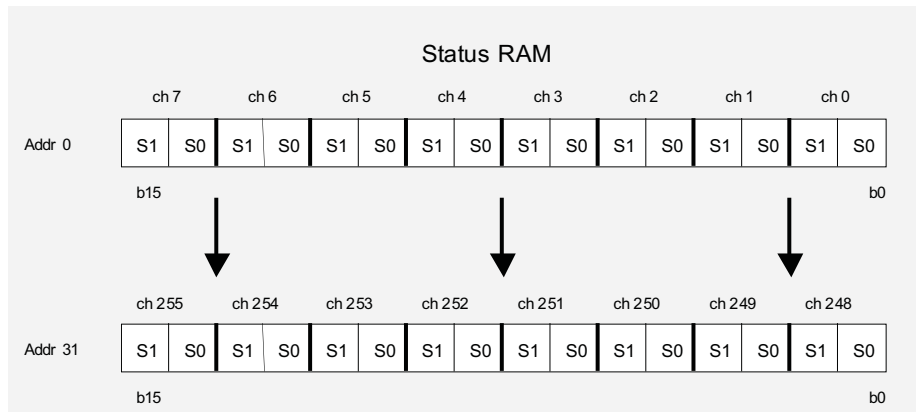 Status RAM
ch 7 ch 6 ch 5 ch 4 ch 3 ch 2 ch 1 ch 0
Addr 0 S1 S0 S1 S0 S1 S0 S1 S0 S1 S0 S1 S0 S1 S0 S1 S0
b15 b0
ch 255 ch 254 ch 253 ch 252 ch 251 ch 250 ch 249 ch 248
Addr 31 S1 S0 S1 S0 S1 S0 S1 S0 S1 S0 S1 S0 S1 S0 S1 S0
b15 b0